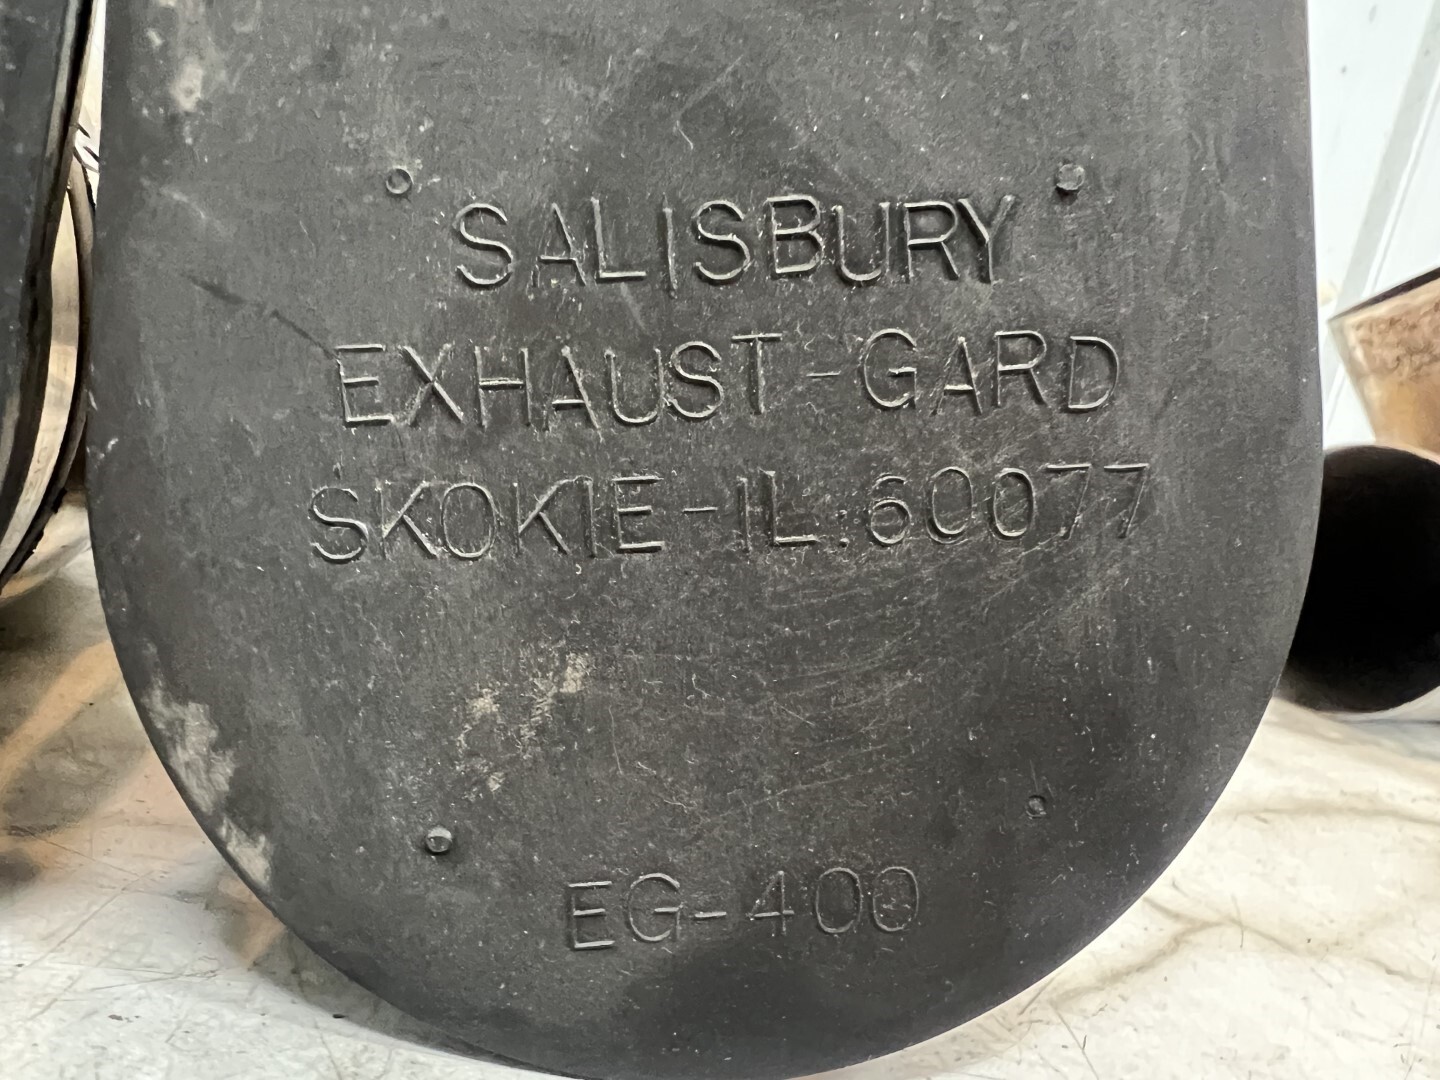 SALISBURY
EXHAUST-GARD
SKOKIE-IL.60077
EG-400